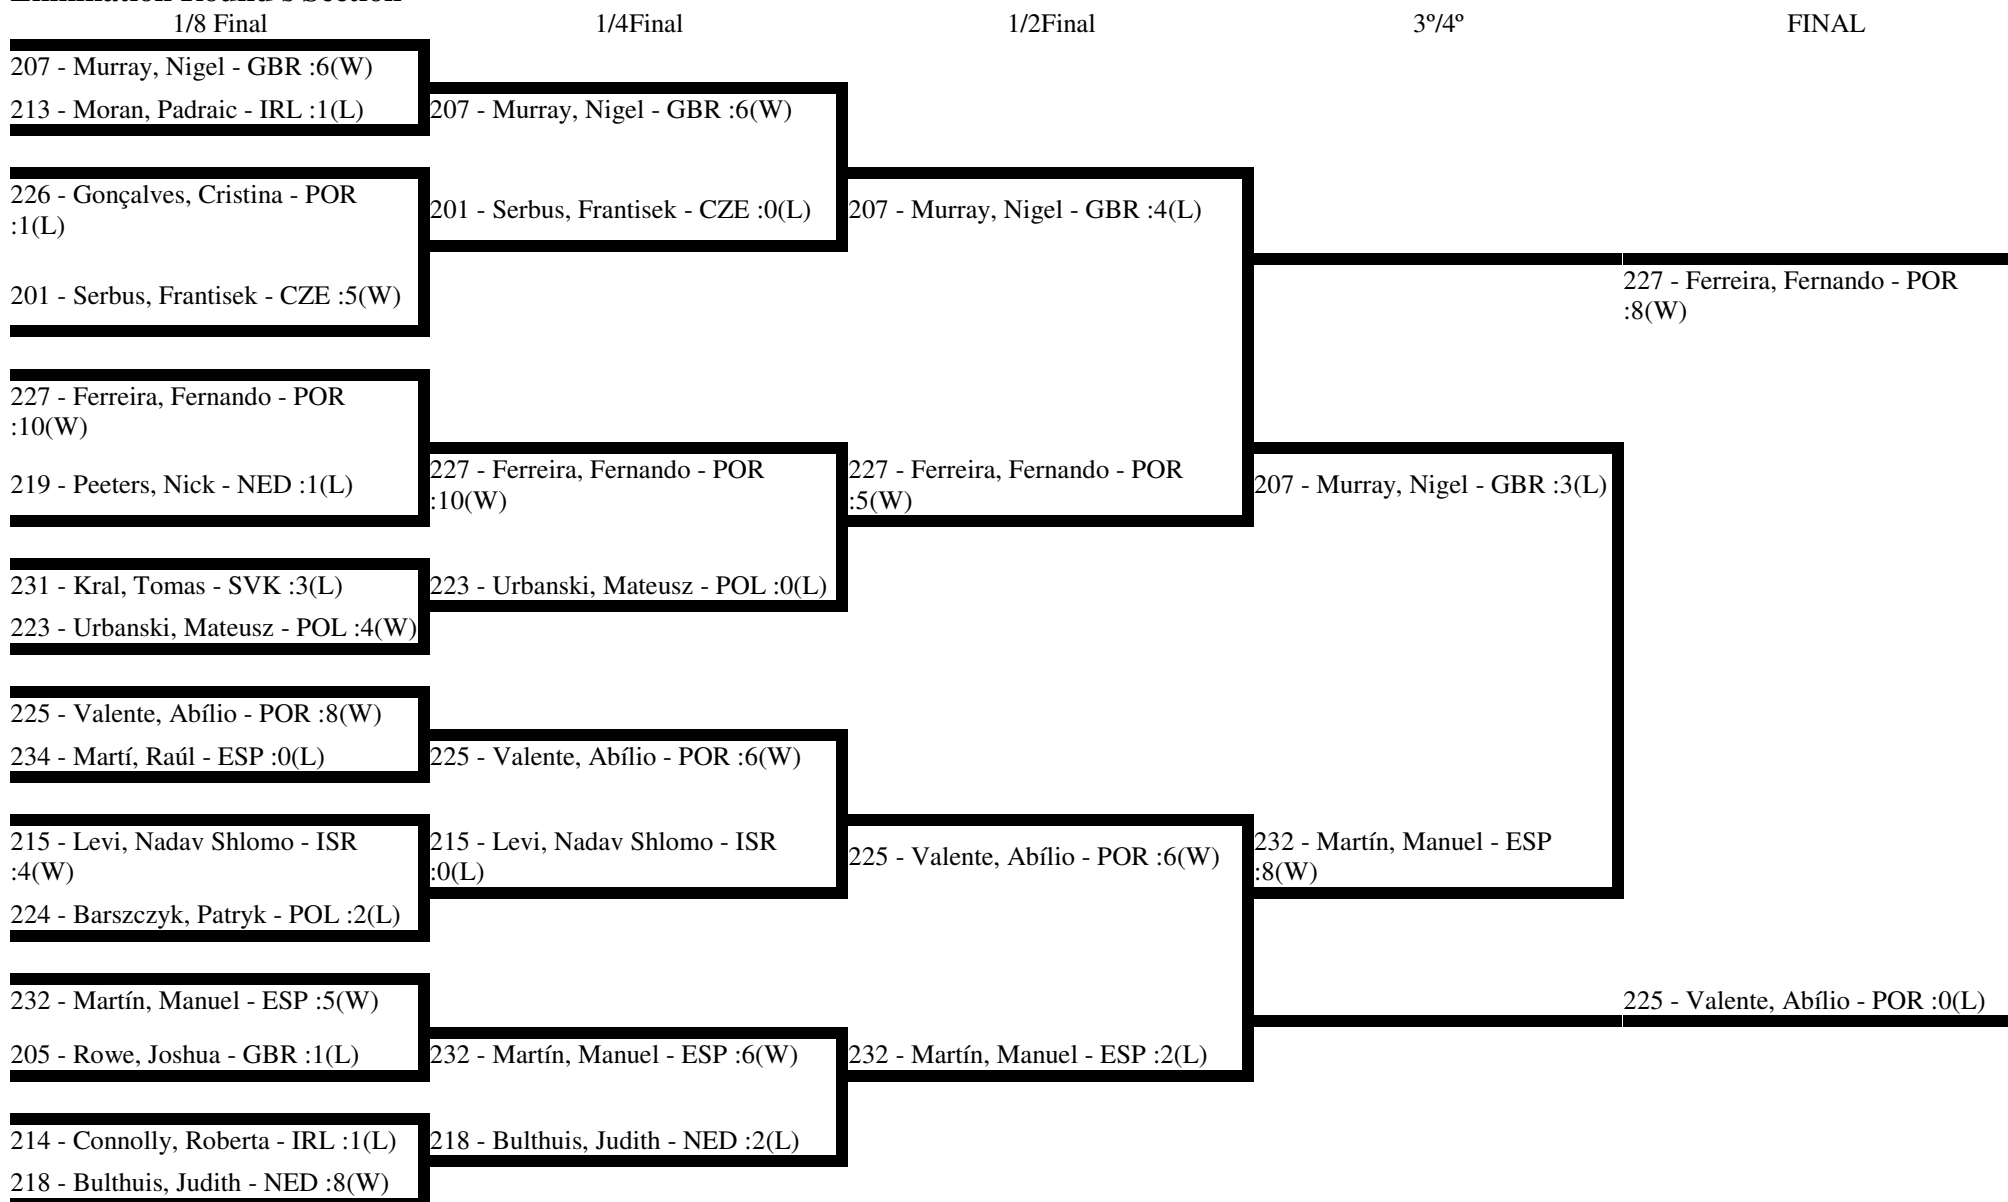 1/8 Final
1/4Final
1/2Final
3º/4º
FINAL
207 - Murray, Nigel - GBR :6(W)
213 - Moran, Padraic - IRL :1(L)
226 - Gonçalves, Cristina - POR
:1(L)
201 - Serbus, Frantisek - CZE :5(W)
227 - Ferreira, Fernando - POR
:10(W)
219 - Peeters, Nick - NED :1(L)
231 - Kral, Tomas - SVK :3(L)
223 - Urbanski, Mateusz - POL :4(W)
225 - Valente, Abílio - POR :8(W)
234 - Martí, Raúl - ESP :0(L)
215 - Levi, Nadav Shlomo - ISR
:4(W)
224 - Barszczyk, Patryk - POL :2(L)
232 - Martín, Manuel - ESP :5(W)
205 - Rowe, Joshua - GBR :1(L)
214 - Connolly, Roberta - IRL :1(L)
218 - Bulthuis, Judith - NED :8(W)
207 - Murray, Nigel - GBR :6(W)
201 - Serbus, Frantisek - CZE :0(L)
227 - Ferreira, Fernando - POR
:10(W)
223 - Urbanski, Mateusz - POL :0(L)
225 - Valente, Abílio - POR :6(W)
215 - Levi, Nadav Shlomo - ISR
:0(L)
232 - Martín, Manuel - ESP :6(W)
218 - Bulthuis, Judith - NED :2(L)
207 - Murray, Nigel - GBR :4(L)
227 - Ferreira, Fernando - POR
:5(W)
225 - Valente, Abílio - POR :6(W)
232 - Martín, Manuel - ESP :2(L)
207 - Murray, Nigel - GBR :3(L)
232 - Martín, Manuel - ESP
:8(W)
227 - Ferreira, Fernando - POR
:8(W)
225 - Valente, Abílio - POR :0(L)